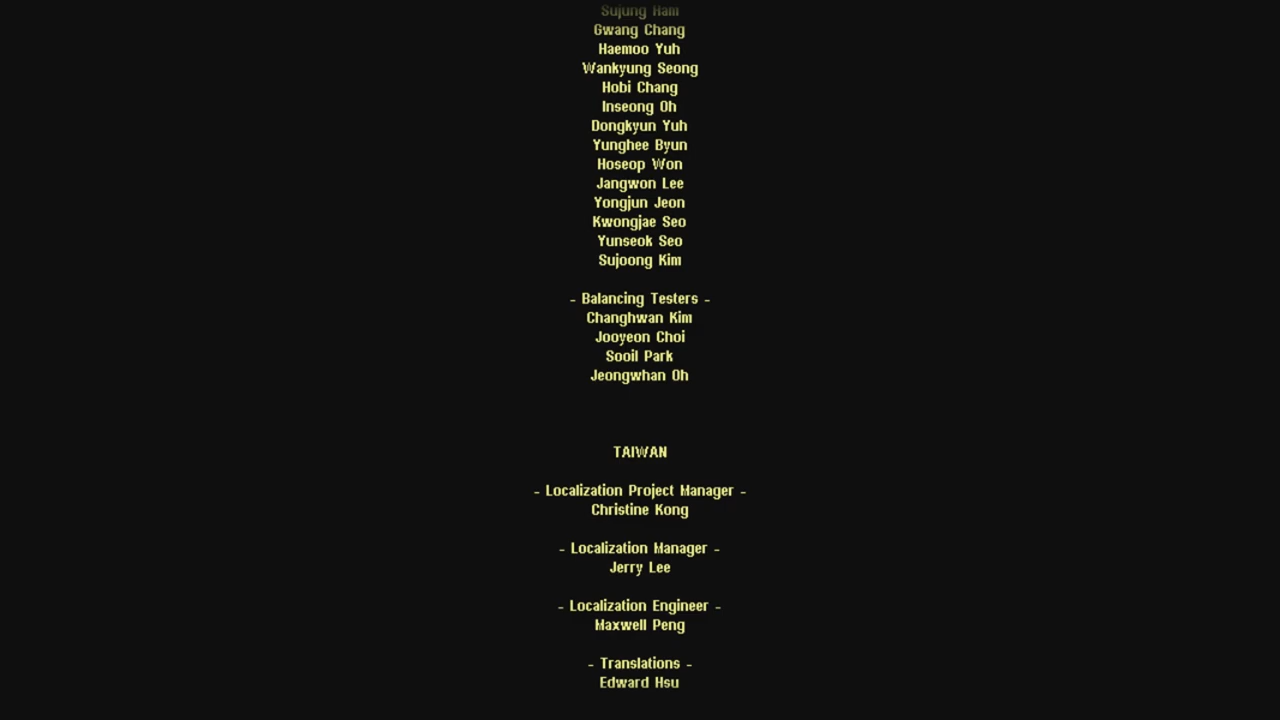 Sujung Ham
Gwang Chang
Haemoo Yuh
Wankyung Seong
Hobi Chang
Inseong Oh
Dongkyun Yuh
Yunghee Byun
Hoseop Won
Jangwon Lee
Yongjun Jeon
Kwongjae Seo
Yunseok Seo
Sujoong Kim
- Balancing Testers -
Changhwan Kim
Jooyeon Choi
Sooil Park
Jeongwhan Oh
TAIWAN
- Localization Project Manager -
Christine Kong
- Localization Manager -
Jerry Lee
- Localization Engineer -
Maxwell Peng
- Translations -
Edward Hsu